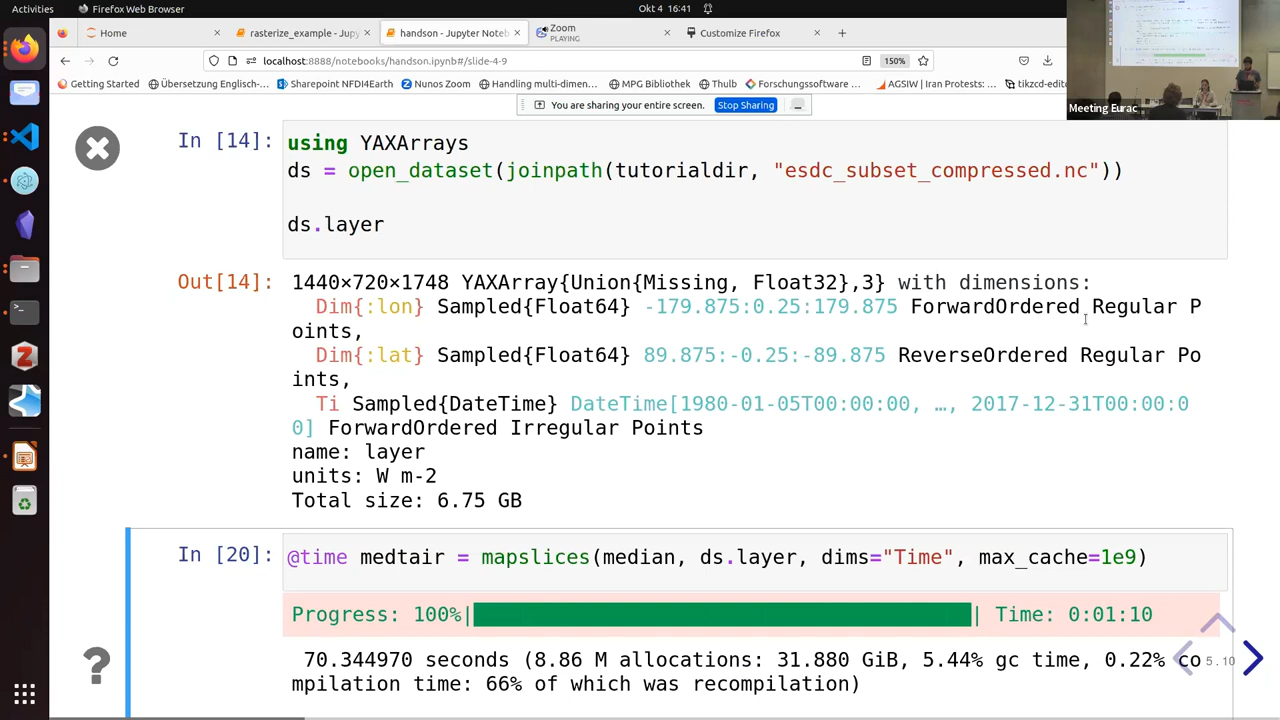 Activities
Firefox Web Browser
Okt 4 16:41
Home
rasterize_example - Jupy
handson - Jupyter Noteb
Zoom
PLAYING
Customize Firefox
localhost:8888/notebooks/handson.ipynb#/slide-4-9
150%
Getting Started
Übersetzung Englisch-...
Sharepoint NFDI4Earth
Nunos Zoom
Handling multi-dimen...
MPG Bibliothek
Thulb
Forschungssoftware ...
AGSIW | Iran Protests: ...
tikzcd-edit
You are sharing your entire screen.
Stop Sharing
Meeting Eurac
In [14]:
using YAXArrays
ds = open_dataset(joinpath(tutorialdir, "esdc_subset_compressed.nc"))
ds.layer
Out[14]:
1440×720×1748 YAXArray{Union{Missing, Float32},3} with dimensions:
Dim{:lon} Sampled{Float64} -179.875:0.25:179.875 ForwardOrdered Regular P
oints,
Dim{:lat} Sampled{Float64} 89.875:-0.25:-89.875 ReverseOrdered Regular Po
ints,
Ti Sampled{DateTime} DateTime[1980-01-05T00:00:00, …, 2017-12-31T00:00:0
0] ForwardOrdered Irregular Points
name: layer
units: W m-2
Total size: 6.75 GB
In [20]:
@time medtair = mapslices(median, ds.layer, dims="Time", max_cache=1e9)
Progress: 100%| | Time: 0:01:10
70.344970 seconds (8.86 M allocations: 31.880 GiB, 5.44% gc time, 0.22% co
mpilation time: 66% of which was recompilation)
5.10